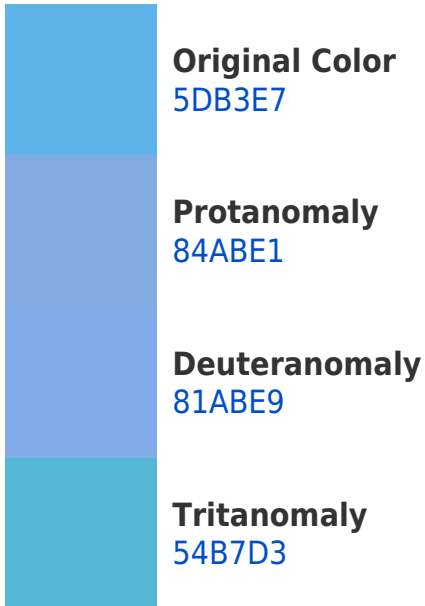 Original Color
5DB3E7
Protanomaly
84ABE1
Deuteranomaly
81ABE9
Tritanomaly
54B7D3